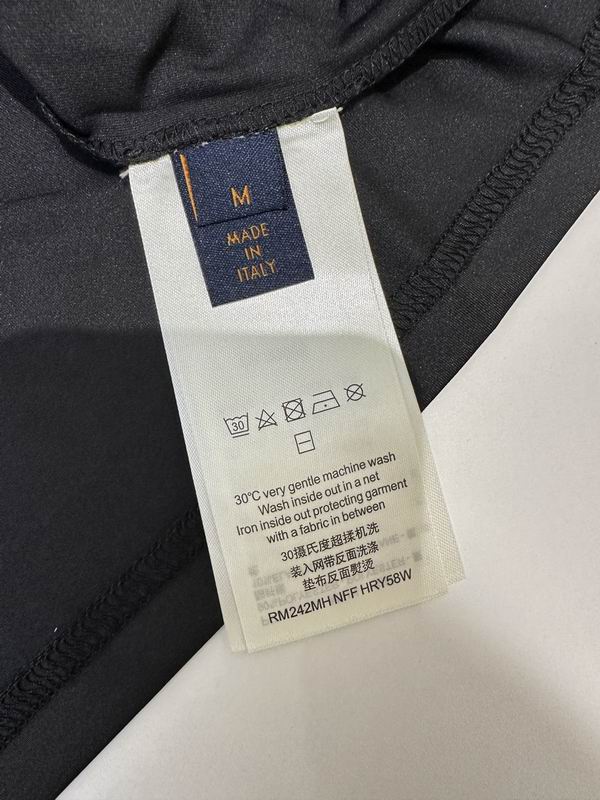 M
MADE
IN
ITALY
30
30°C very gentle machine wash
Wash inside out in a net
Iron inside out protecting garment
with a fabric in between
30摄氏度超揉机洗
装入网带反面洗涤
垫布反面熨烫
RM242MH NFF HRY58W